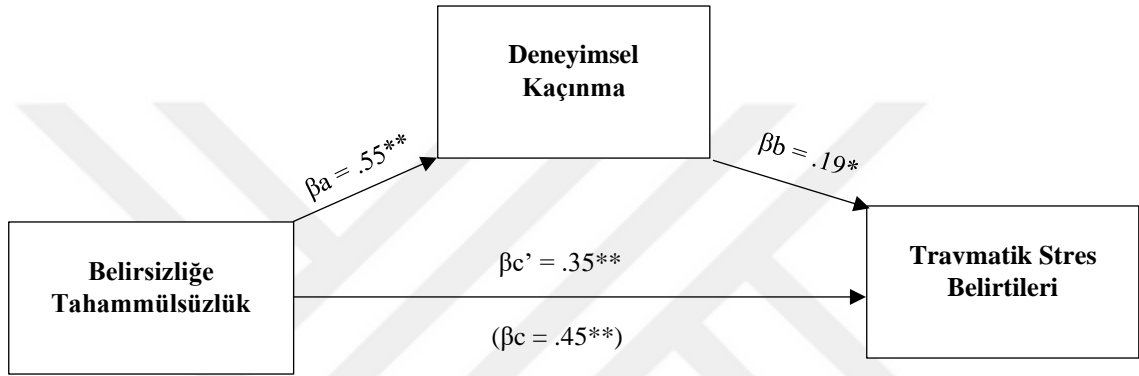 Deneyimsel
Kaçınma
βa = .55**
βb = .19*
Belirsizliğe
Tahammülsüzlük
βc’ = .35**
(βc = .45**)
Travmatik Stres
Belirtileri